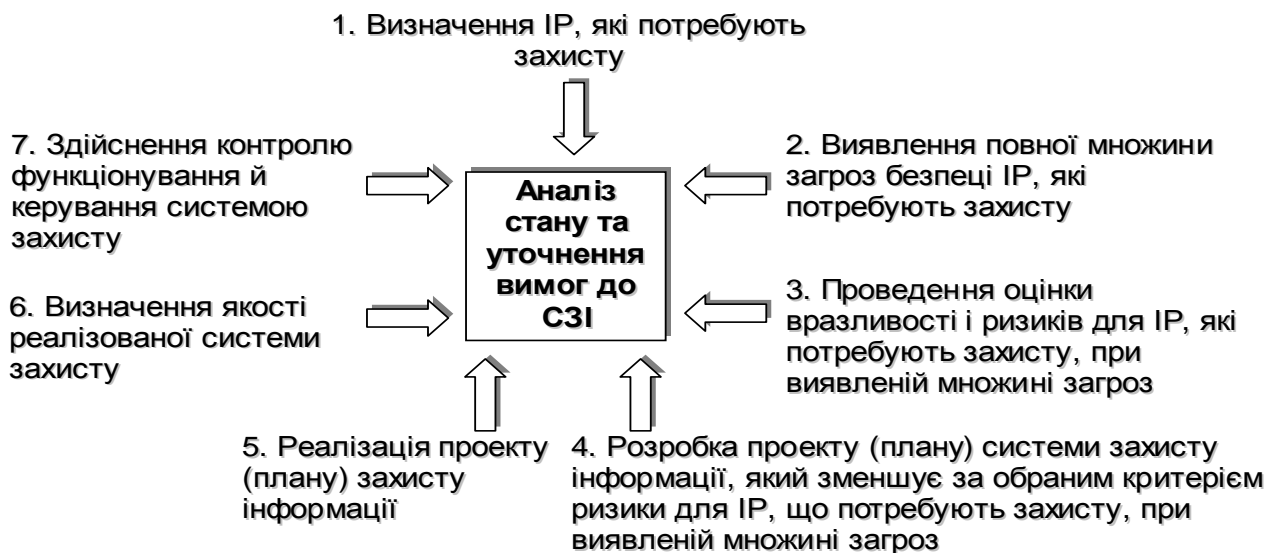 1. Визначення ІР, які потребують
захисту
7. Здійснення контролю
функціонування й
керування системою
захисту
Аналіз
стану та
уточнення
вимог до
СЗІ
2. Виявлення повної множини
загроз безпеці ІР, які
потребують захисту
6. Визначення якості
реалізованої системи
захисту
3. Проведення оцінки
вразливості і ризиків для ІР, які
потребують захисту, при
виявленій множині загроз
5. Реалізація проекту
(плану) захисту
інформації
4. Розробка проекту (плану) системи захисту
інформації, який зменшує за обраним критерієм
ризики для ІР, що потребують захисту, при
виявленій множині загроз